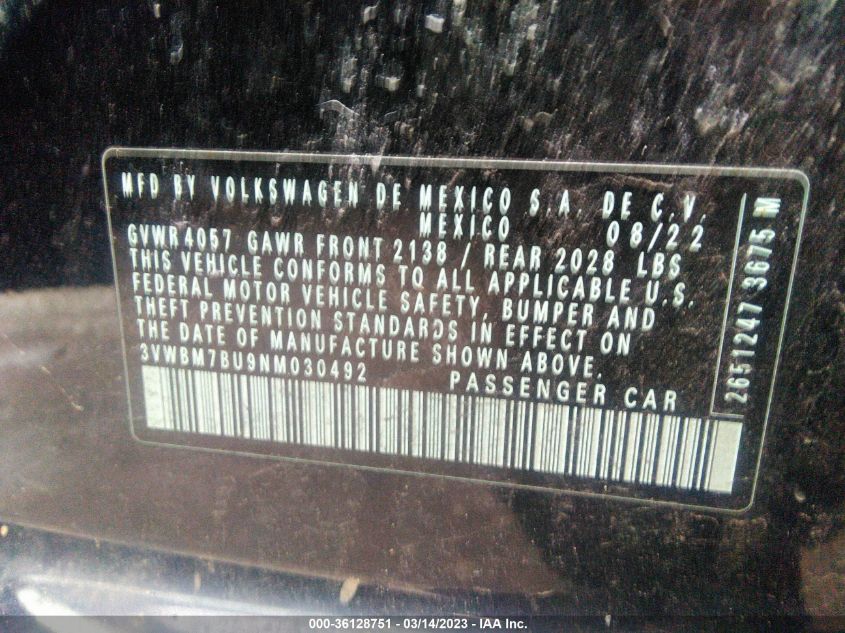 MFD BY VOLKSWAGEN DE MEXICO S.A. DE C.V.
MEXICO 08/22
GVWR4057 GAWR FRONT 2138 / REAR 2028 LBS
THIS VEHICLE CONFORMS TO ALL APPLICABLE U.S.
FEDERAL MOTOR VEHICLE SAFETY, BUMPER AND
THEFT PREVENTION STANDARDS IN EFFECT ON
THE DATE OF MANUFACTURE SHOWN ABOVE.
3VWBM7BU9NM030492 PASSENGER CAR
2651247 3675 M
000-36128751 - 03/14/2023 - IAA Inc.